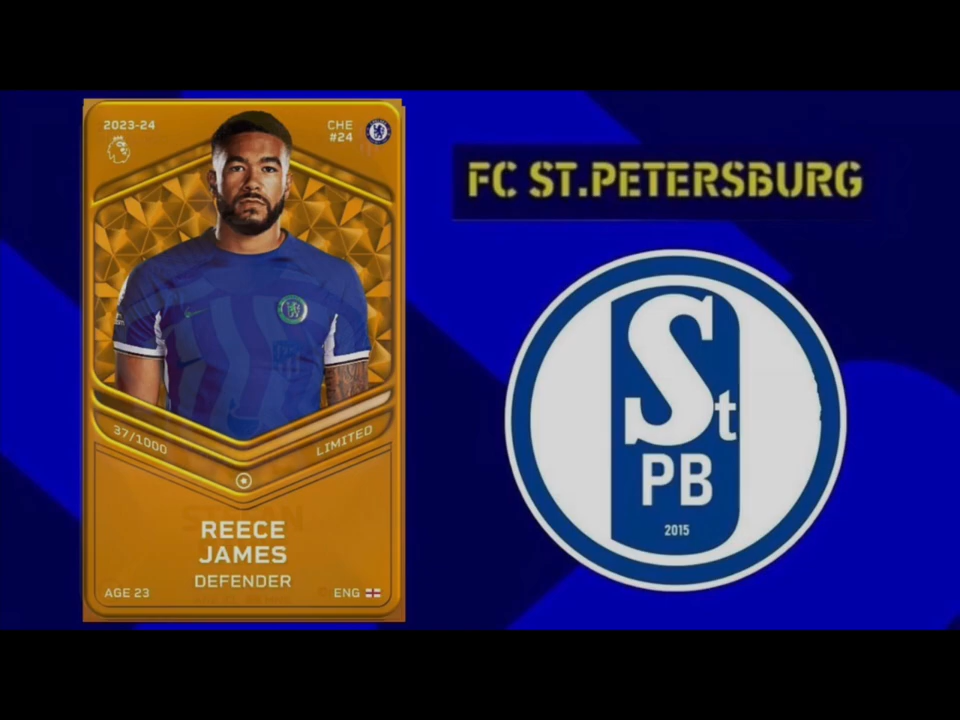 2023-24
CHE
#24
37/1000
LIMITED
REECE
JAMES
DEFENDER
AGE 23
ENG
FC ST.PETERSBURG
St
PB
2015